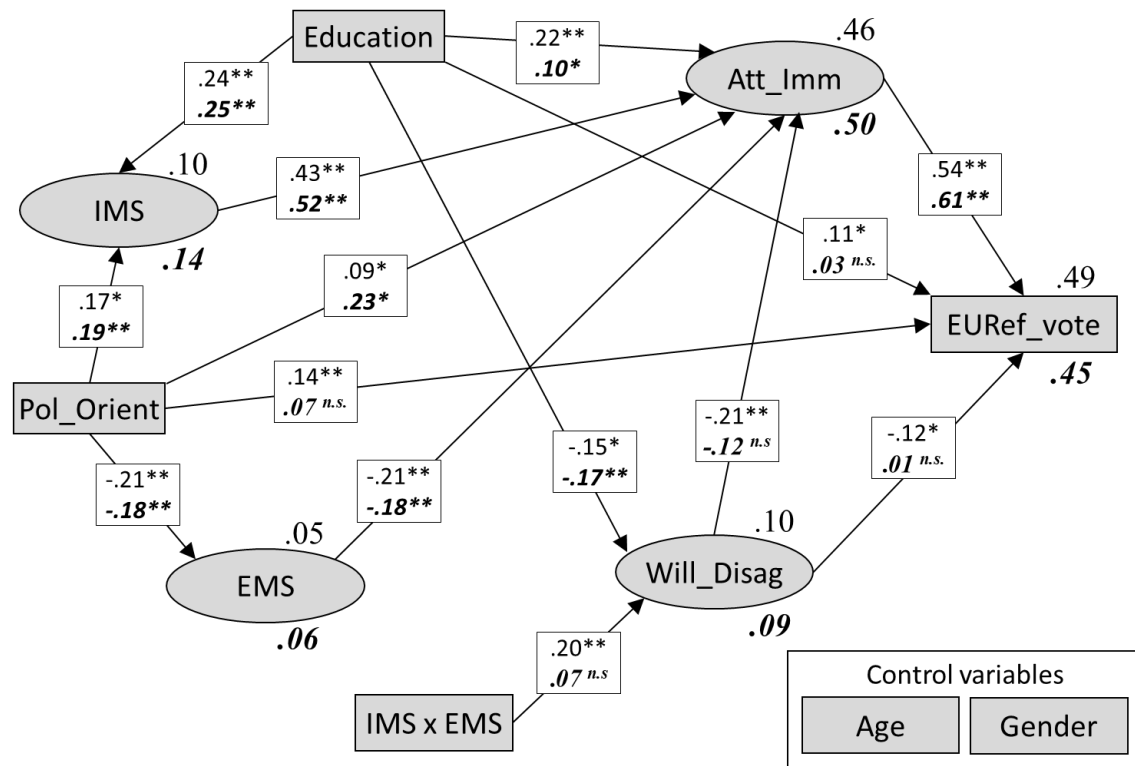 Education
.22**
.10*
.46
Att_Imm
.50
.24**
.25**
.10
IMS
.14
.43**
.52**
.54**
.61**
.11*
.03 n.s.
.09*
.23*
.17*
.19**
.49
EURef_vote
.45
Pol_Orient
.14**
.07 n.s.
-.21**
-.18**
-.21**
-.18**
-.15*
-.17**
-.21**
-.12 n.s
-.12*
.01 n.s.
.05
EMS
.06
.10
Will_Disag
.09
.20**
.07 n.s
IMS x EMS
Control variables
Age
Gender